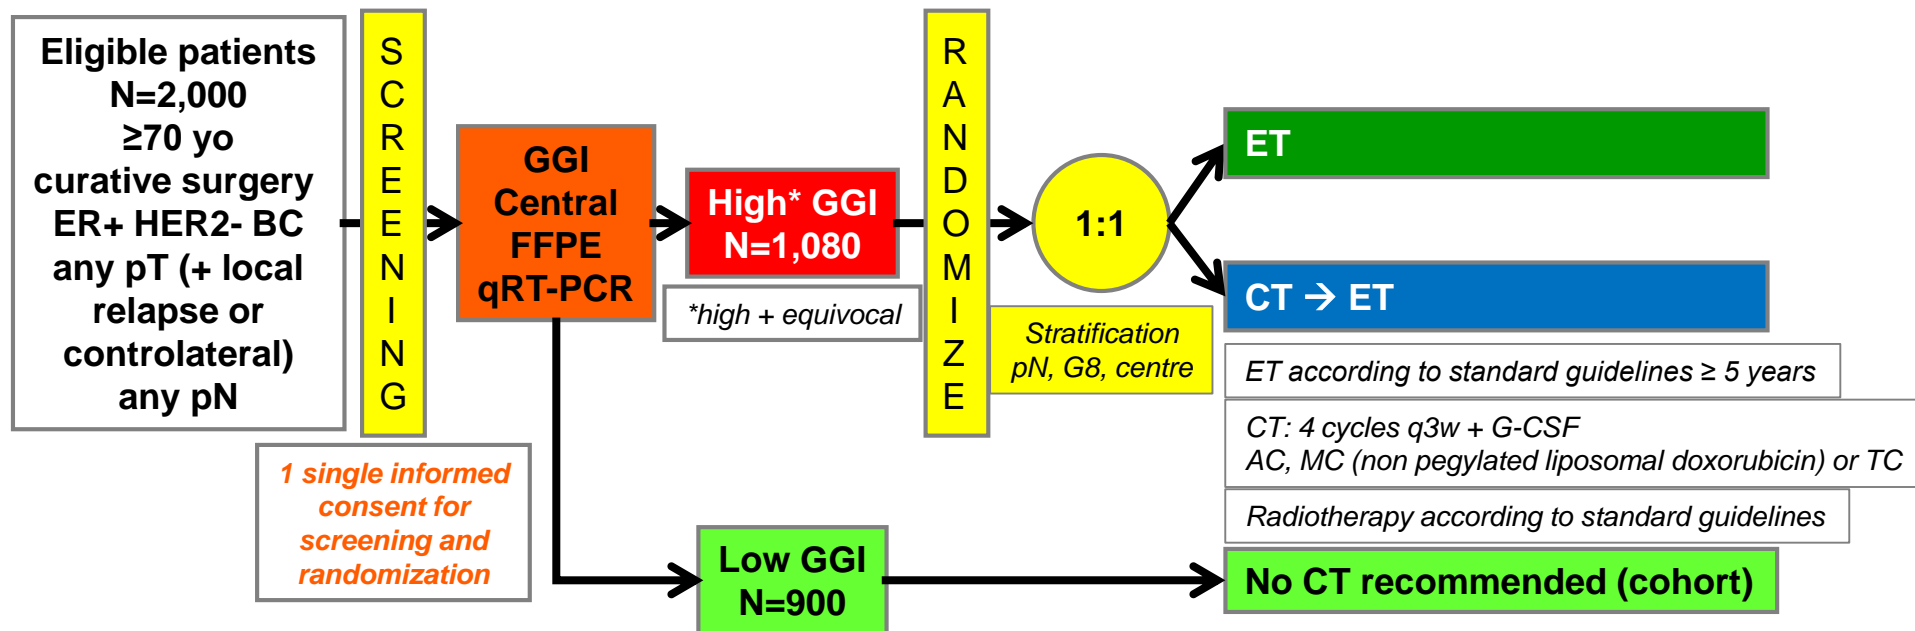 Eligible patients
N=2,000
≥70 yo
curative surgery
ER+ HER2- BC
any pT (+ local
relapse or
controlateral)
any pN
SCREENING
1 single informed
consent for
screening and
randomization
GGI
Central
FFPE
qRT-PCR
High* GGI
N=1,080
*high + equivocal
RANDOMIZE
1:1
Stratification
pN, G8, centre
ET
CT → ET
ET according to standard guidelines ≥ 5 years
CT: 4 cycles q3w + G-CSF
AC, MC (non pegylated liposomal doxorubicin) or TC
Radiotherapy according to standard guidelines
Low GGI
N=900
No CT recommended (cohort)